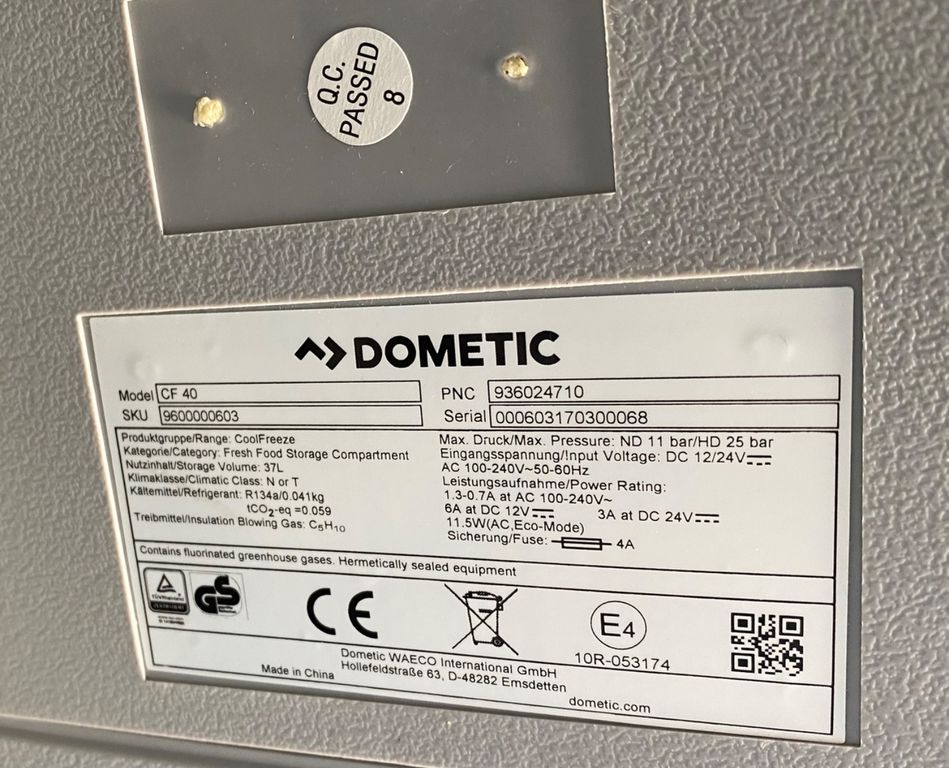 Q.C.
PASSED
8
DOMETIC
Model CF 40
SKU 9600000603
PNC 936024710
Serial 000603170300068
Produktgruppe/Range: CoolFreeze
Kategorie/Category: Fresh Food Storage Compartment
Nutzinhalt/Storage Volume: 37L
Klimaklasse/Climatic Class: N or T
Kältemittel/Refrigerant: R134a/0.041kg
tCO₂-eq =0.059
Treibmittel/Insulation Blowing Gas: C₅H₁₀
Max. Druck/Max. Pressure: ND 11 bar/HD 25 bar
Eingangsspannung/Input Voltage: DC 12/24V
AC 100-240V~50-60Hz
Leistungsaufnahme/Power Rating:
1.3-0.7A at AC 100-240V~
6A at DC 12V 3A at DC 24V
11.5W(AC,Eco-Mode)
Sicherung/Fuse: 4A
Contains fluorinated greenhouse gases. Hermetically sealed equipment
TÜVRheinland
GS
CE
E4
10R-053174
Made in China
Dometic WAECO International GmbH
Hollefeldstraße 63, D-48282 Emsdetten
dometic.com